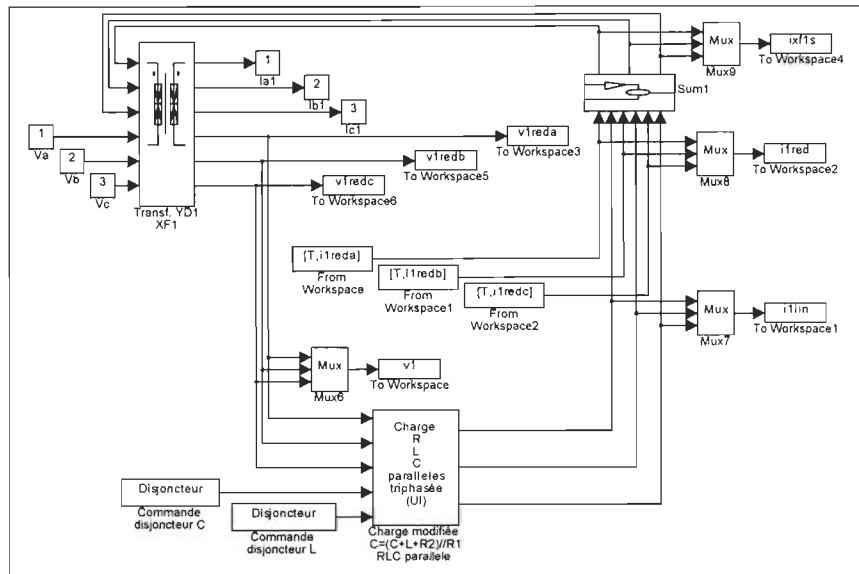 Mux
Mux9
ixf1s
To Workspace4
1
Ia1
2
Ib1
3
Ic1
Sum1
1
Va
2
Vb
3
Vc
Transf. YD1
XF1
v1reda
To Workspace3
v1redb
To Workspace5
v1redc
To Workspace6
Mux
Mux8
i1red
To Workspace2
[T,i1reda]
From
Workspace
[T,i1redb]
From
Workspace1
[T,i1redc]
From
Workspace2
Mux
Mux7
i1lin
To Workspace1
Mux
Mux6
v1
To Workspace
Charge
R
L
C
paralleles
triphasée
(UI)
Charge modifiée
C=(C+L+R2)//R1
RLC parallele
Disjoncteur
Commande
disjoncteur C
Disjoncteur
Commande
disjoncteur L